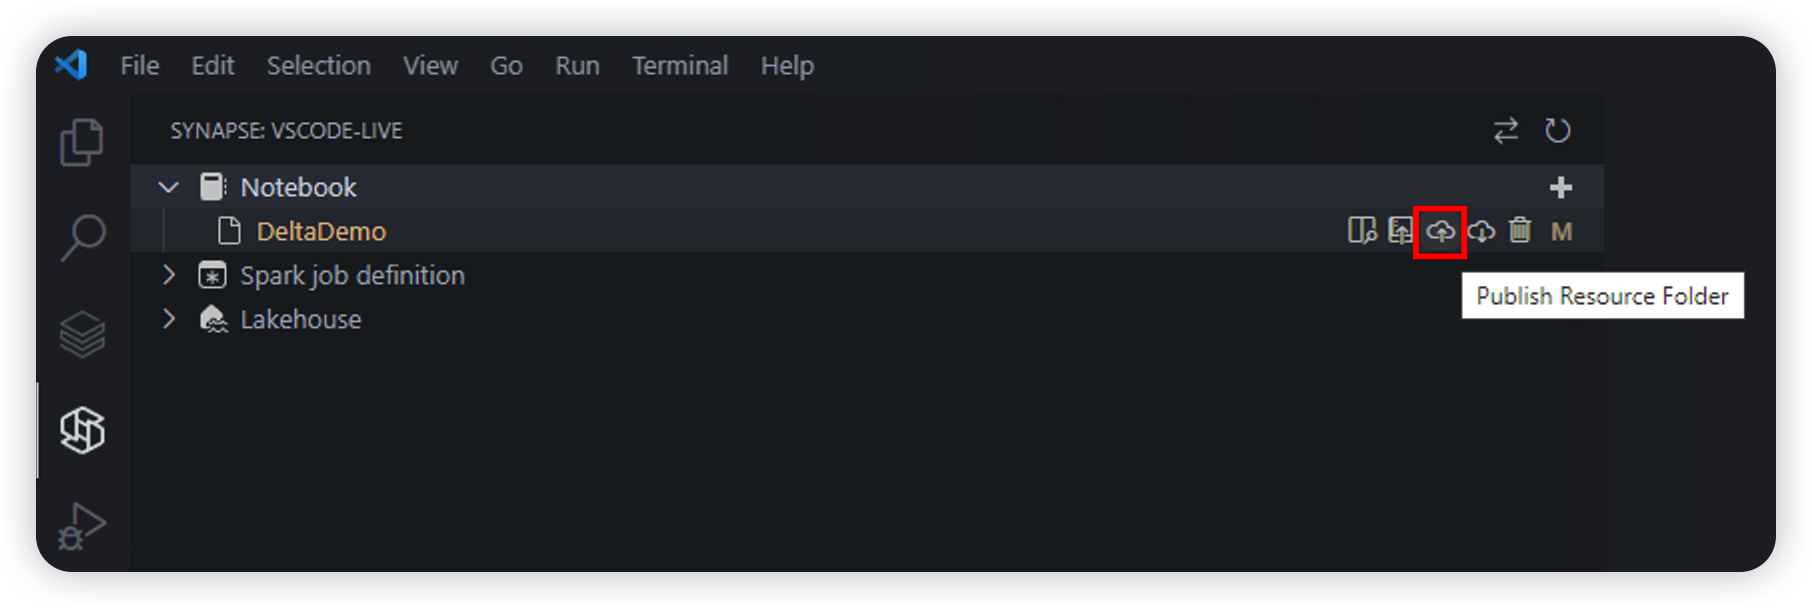 File Edit Selection View Go Run Terminal Help
SYNAPSE: VSCODE-LIVE
Notebook
DeltaDemo M
Spark job definition
Publish Resource Folder
Lakehouse